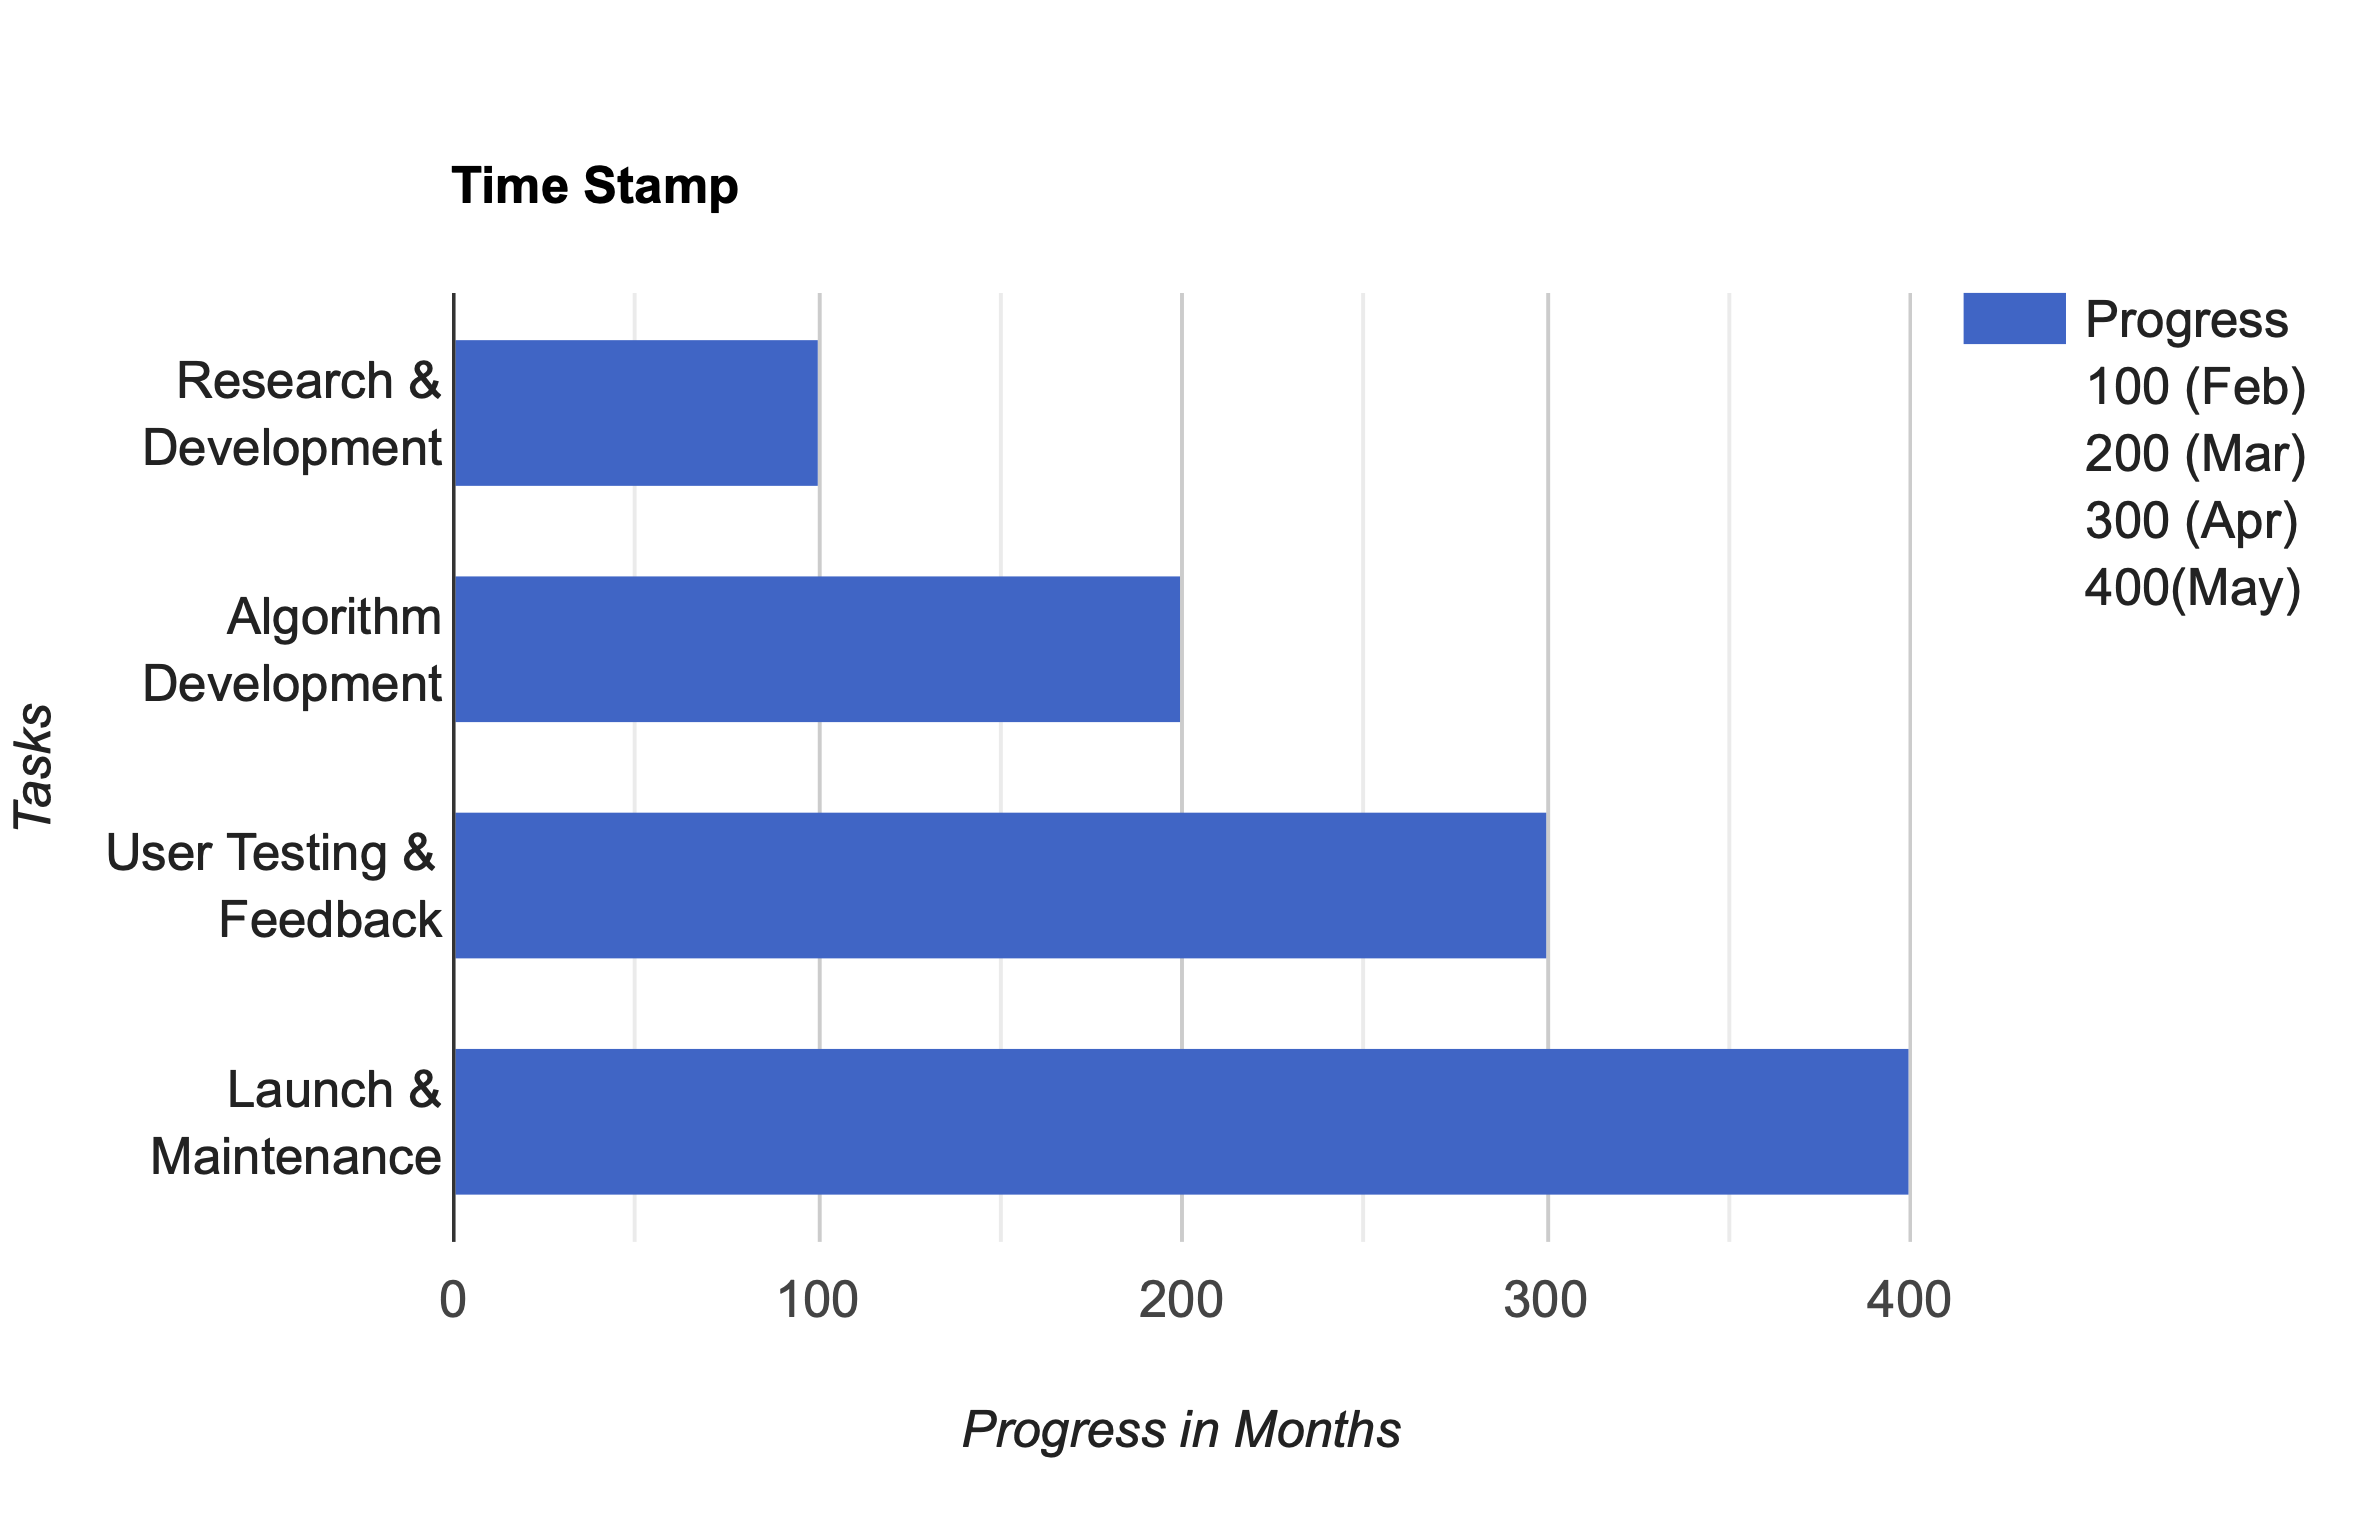 Time Stamp
Research &
Development
Algorithm
Development
User Testing &
Feedback
Launch &
Maintenance
Tasks
0 100 200 300 400
Progress in Months
Progress
100 (Feb)
200 (Mar)
300 (Apr)
400(May)